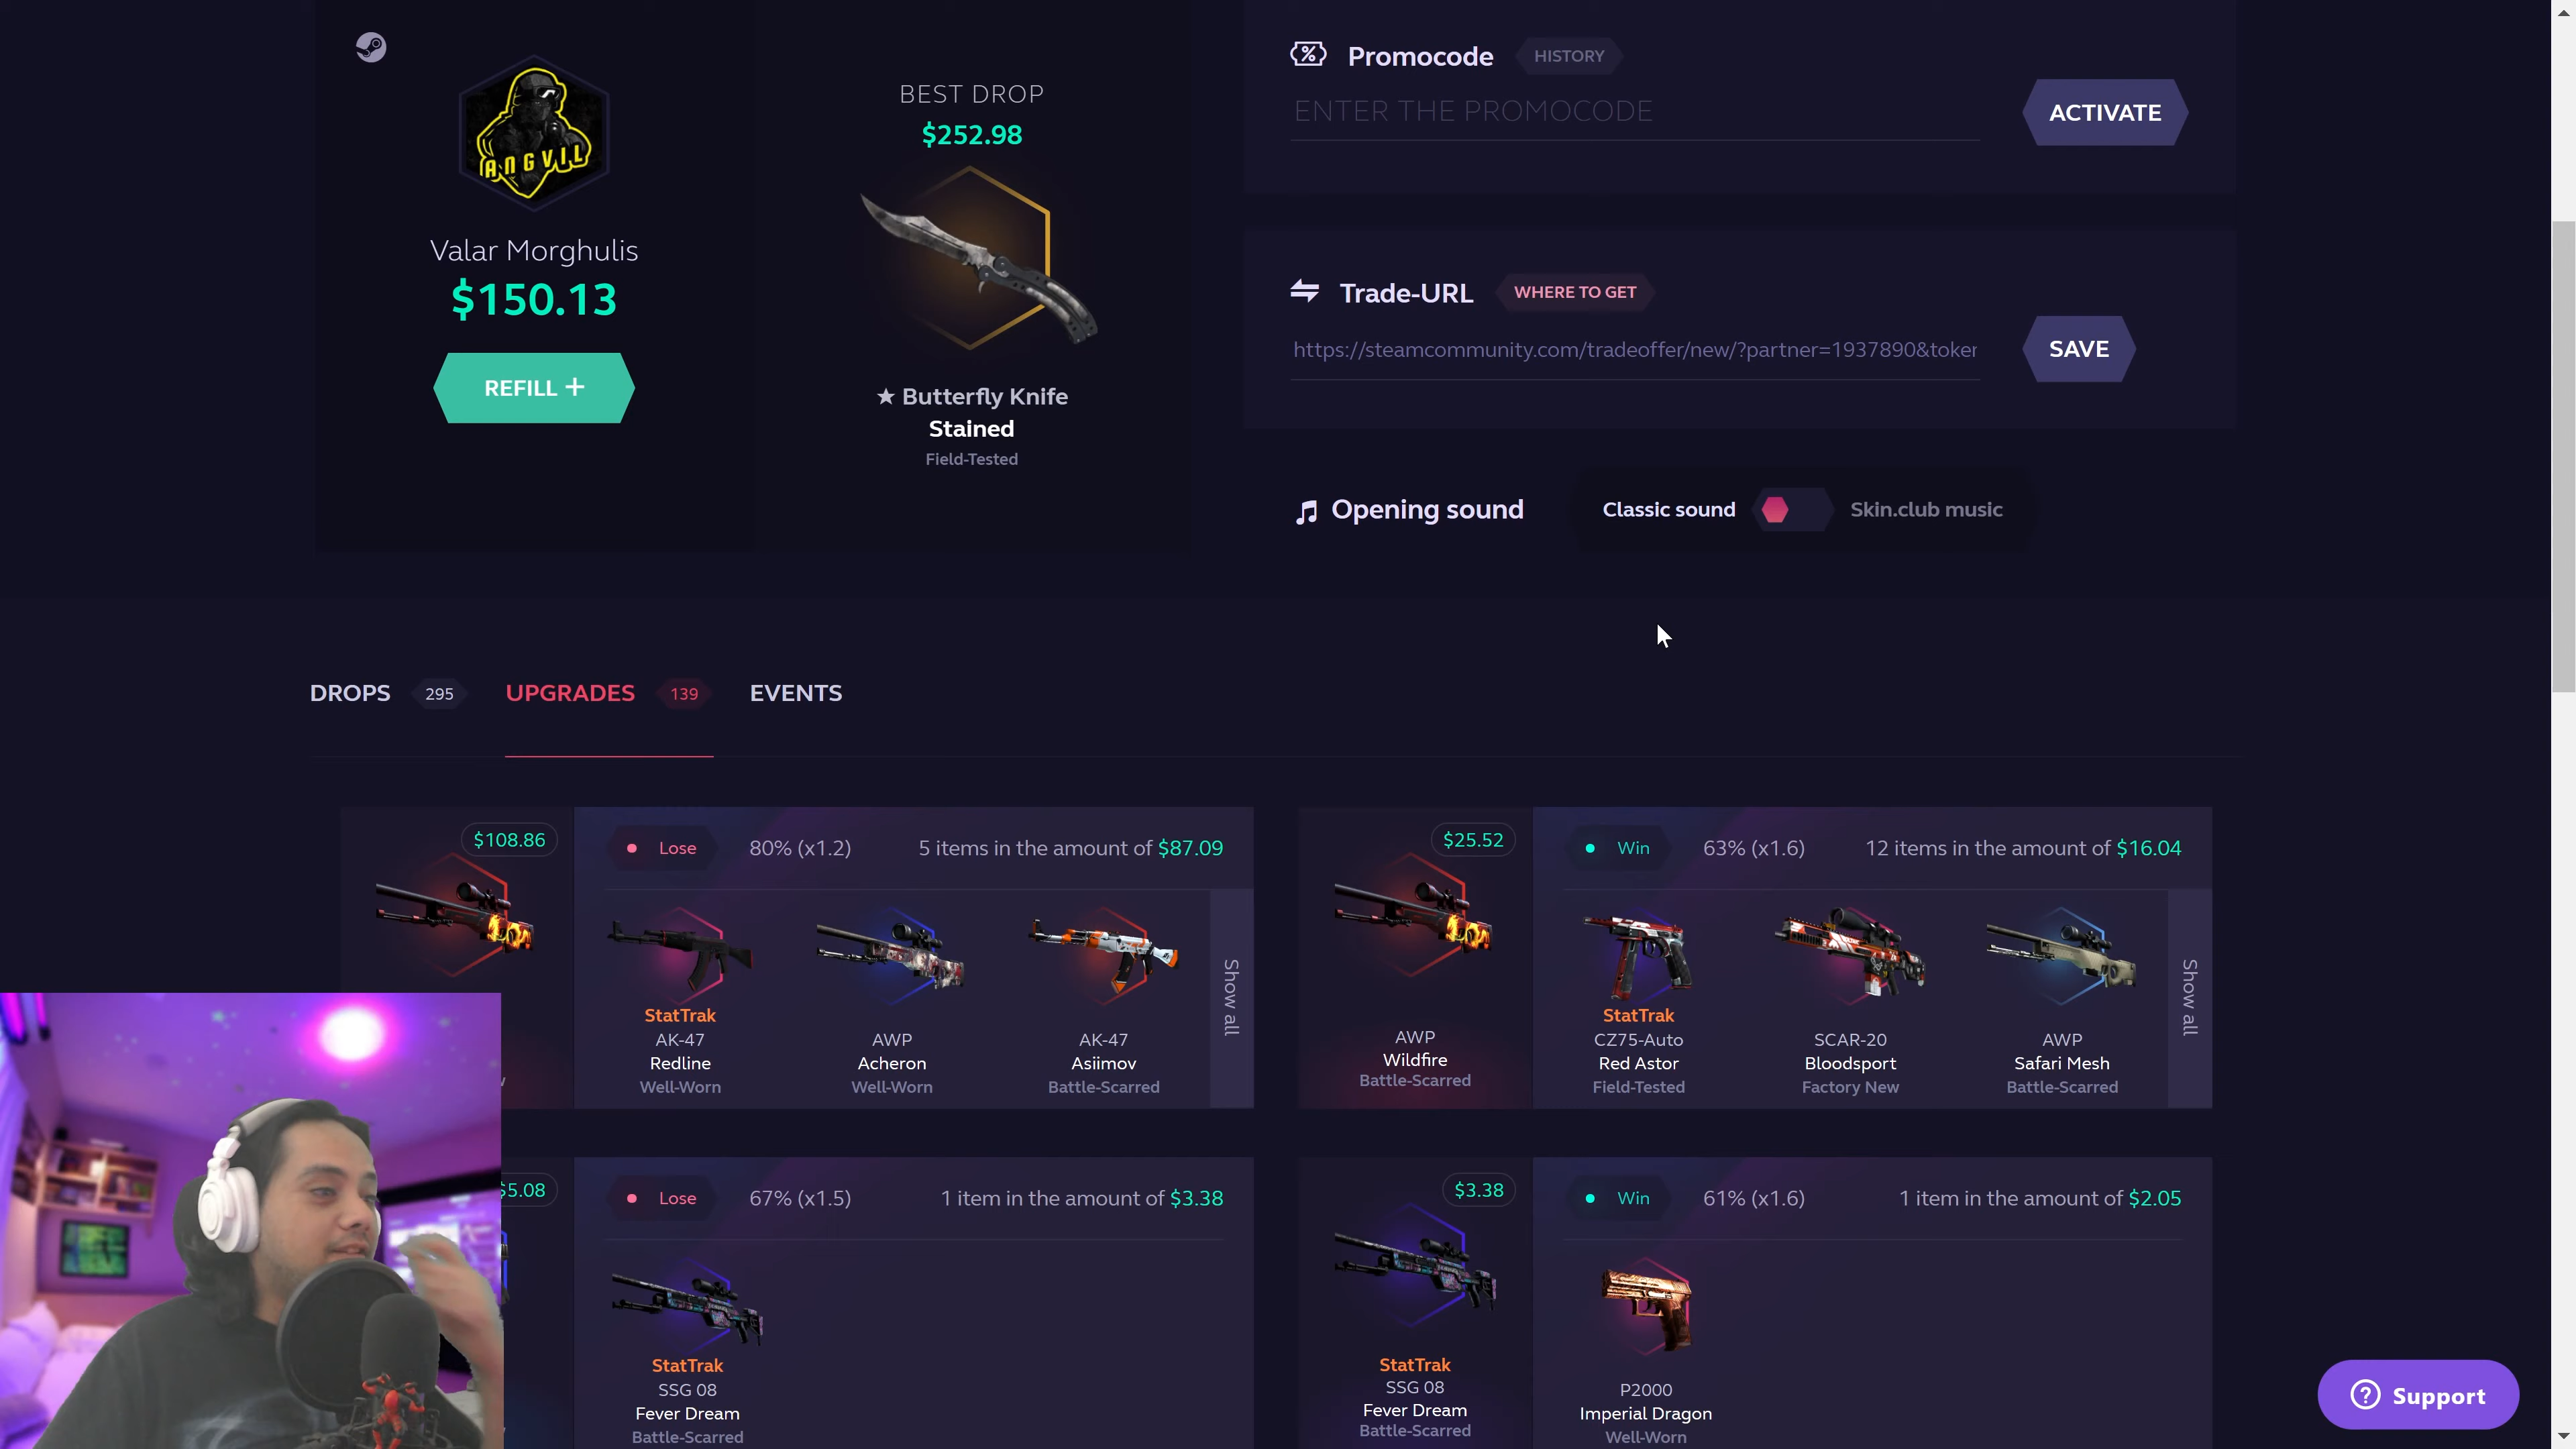 ANGVIL
Valar Morghulis
$150.13
REFILL +
BEST DROP
$252.98
★ Butterfly Knife
Stained
Field-Tested
Promocode HISTORY
ENTER THE PROMOCODE
ACTIVATE
Trade-URL WHERE TO GET
https://steamcommunity.com/tradeoffer/new/?partner=1937890&token
SAVE
Opening sound Classic sound Skin.club music
DROPS 295 UPGRADES 139 EVENTS
$108.86
Lose 80% (x1.2) 5 items in the amount of $87.09
StatTrak
AK-47
Redline
Well-Worn
AWP
Acheron
Well-Worn
AK-47
Asiimov
Battle-Scarred
Show all
$25.52
AWP
Wildfire
Battle-Scarred
Win 63% (x1.6) 12 items in the amount of $16.04
StatTrak
CZ75-Auto
Red Astor
Field-Tested
SCAR-20
Bloodsport
Factory New
AWP
Safari Mesh
Battle-Scarred
Show all
$5.08
Lose 67% (x1.5) 1 item in the amount of $3.38
StatTrak
SSG 08
Fever Dream
Battle-Scarred
$3.38
StatTrak
SSG 08
Fever Dream
Battle-Scarred
Win 61% (x1.6) 1 item in the amount of $2.05
P2000
Imperial Dragon
Well-Worn
Support